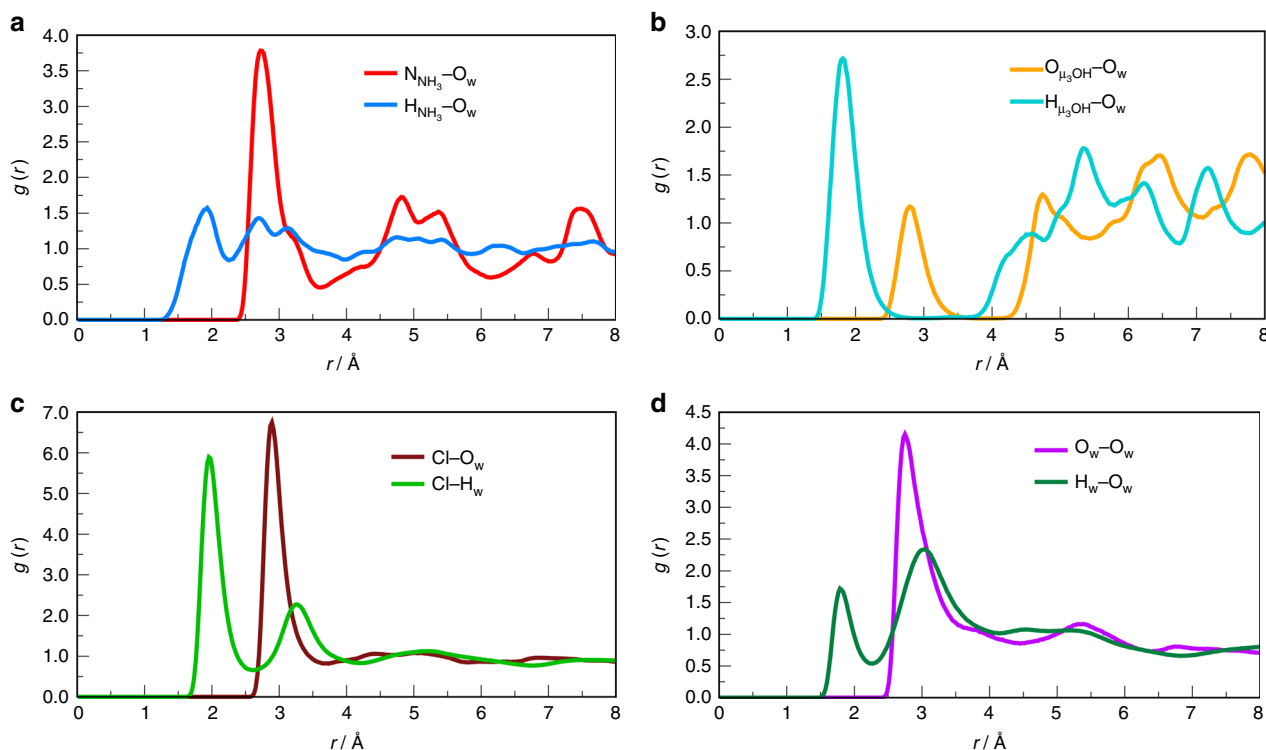 a
4.0
3.5
3.0
2.5
2.0
1.5
1.0
0.5
0.0
g (r)
N_NH₃–O_w
H_NH₃–O_w
0 1 2 3 4 5 6 7 8
r / Å
b
3.0
2.5
2.0
1.5
1.0
0.5
0.0
g (r)
O_μ₃OH–O_w
H_μ₃OH–O_w
0 1 2 3 4 5 6 7 8
r / Å
c
7.0
6.0
5.0
4.0
3.0
2.0
1.0
0.0
g (r)
Cl–O_w
Cl–H_w
0 1 2 3 4 5 6 7 8
r / Å
d
4.5
4.0
3.5
3.0
2.5
2.0
1.5
1.0
0.5
0.0
g (r)
O_w–O_w
H_w–O_w
0 1 2 3 4 5 6 7 8
r / Å